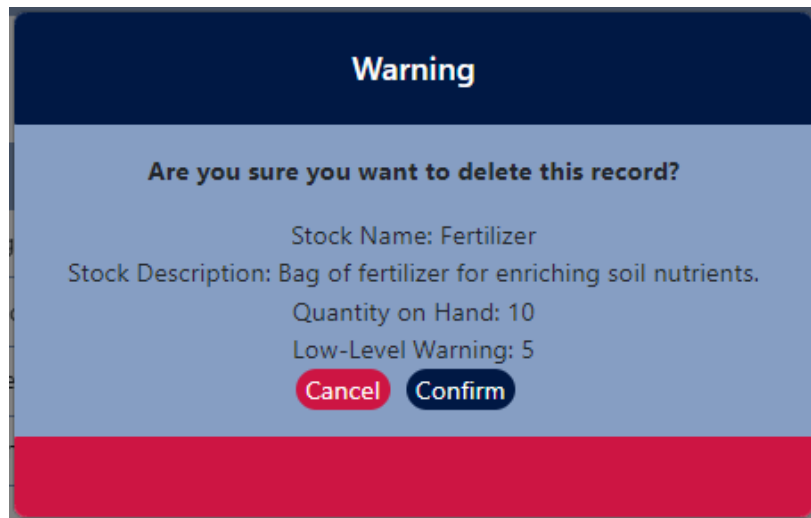 Warning
Are you sure you want to delete this record?
Stock Name: Fertilizer
Stock Description: Bag of fertilizer for enriching soil nutrients.
Quantity on Hand: 10
Low-Level Warning: 5
Cancel Confirm